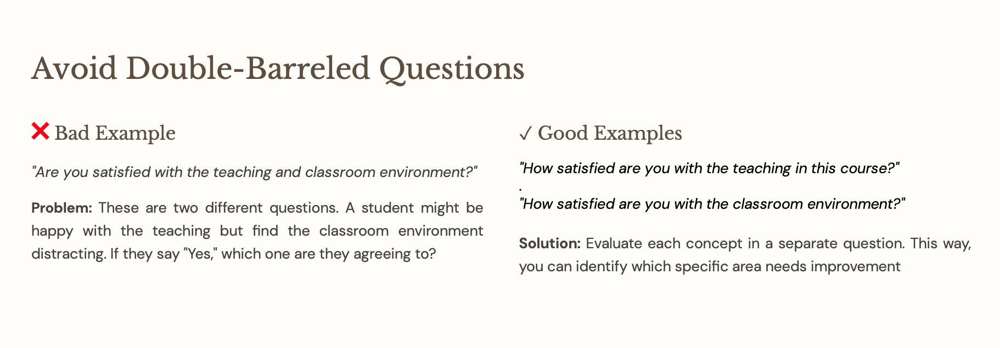 Avoid Double-Barreled Questions
❌ Bad Example
"Are you satisfied with the teaching and classroom environment?"
Problem: These are two different questions. A student might be
happy with the teaching but find the classroom environment
distracting. If they say "Yes," which one are they agreeing to?
✓ Good Examples
"How satisfied are you with the teaching in this course?"
.
"How satisfied are you with the classroom environment?"
Solution: Evaluate each concept in a separate question. This way,
you can identify which specific area needs improvement